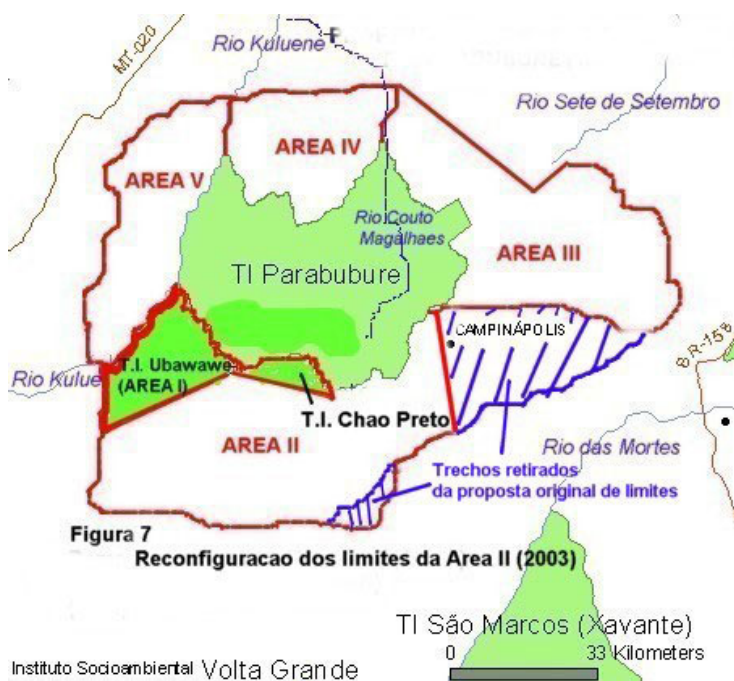 MT-020
Rio Kuluene
P
Rio Sete de Setembro
AREA IV
AREA V
Rio Couto
Magalhaes
AREA III
TI Parabubure
CAMPINÁPOLIS
BR-158
Rio Kulue
T.I. Ubawawe
(AREA I)
T.I. Chao Preto
AREA II
Rio das Mortes
Trechos retirados
da proposta original de limites
Figura 7
Reconfiguracao dos limites da Area II (2003)
TI São Marcos (Xavante)
0 33 Kilometers
Instituto Socioambiental Volta Grande